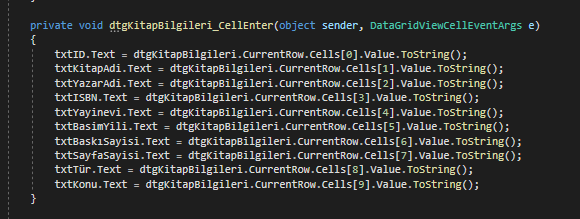 private void dtgKitapBilgileri_CellEnter(object sender, DataGridViewCellEventArgs e)
{
txtID.Text = dtgKitapBilgileri.CurrentRow.Cells[0].Value.ToString();
txtKitapAdi.Text = dtgKitapBilgileri.CurrentRow.Cells[1].Value.ToString();
txtYazarAdi.Text = dtgKitapBilgileri.CurrentRow.Cells[2].Value.ToString();
txtISBN.Text = dtgKitapBilgileri.CurrentRow.Cells[3].Value.ToString();
txtYayinevi.Text = dtgKitapBilgileri.CurrentRow.Cells[4].Value.ToString();
txtBasimYili.Text = dtgKitapBilgileri.CurrentRow.Cells[5].Value.ToString();
txtBaskıSayisi.Text = dtgKitapBilgileri.CurrentRow.Cells[6].Value.ToString();
txtSayfaSayisi.Text = dtgKitapBilgileri.CurrentRow.Cells[7].Value.ToString();
txtTür.Text = dtgKitapBilgileri.CurrentRow.Cells[8].Value.ToString();
txtKonu.Text = dtgKitapBilgileri.CurrentRow.Cells[9].Value.ToString();
}